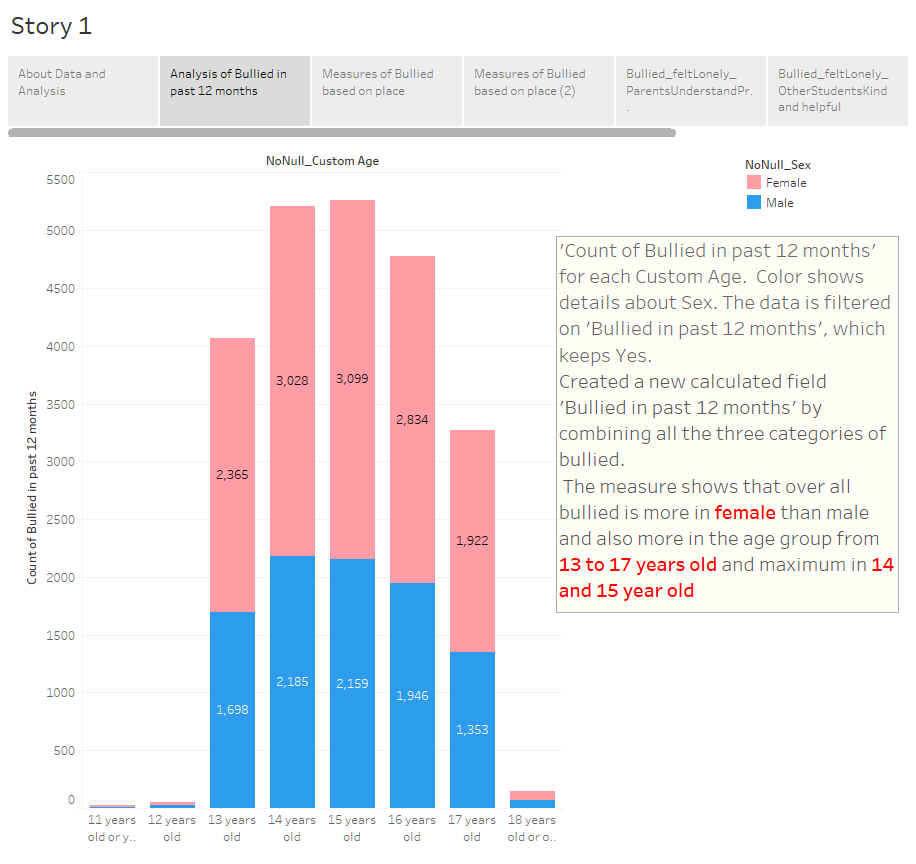 Story 1
About Data and
Analysis
Analysis of Bullied in
past 12 months
Measures of Bullied
based on place
Measures of Bullied
based on place (2)
Bullied_feltLonely_
ParentsUnderstandPr.
.
Bullied_feltLonely_
OtherStudentsKind
and helpful
NoNull_Custom Age
NoNull_Sex
Female
Male
5500
5000
4500
4000
3500
3000
2500
2000
1500
1000
500
0
Count of Bullied in past 12 months
2,365
3,028
3,099
2,834
1,922
1,698
2,185
2,159
1,946
1,353
11 years
old or y..
12 years
old
13 years
old
14 years
old
15 years
old
16 years
old
17 years
old
18 years
old or o..
'Count of Bullied in past 12 months'
for each Custom Age.  Color shows
details about Sex. The data is filtered
on 'Bullied in past 12 months', which
keeps Yes.
Created a new calculated field
'Bullied in past 12 months' by
combining all the three categories of
bullied.
The measure shows that over all
bullied is more in female than male
and also more in the age group from
13 to 17 years old and maximum in 14
and 15 year old